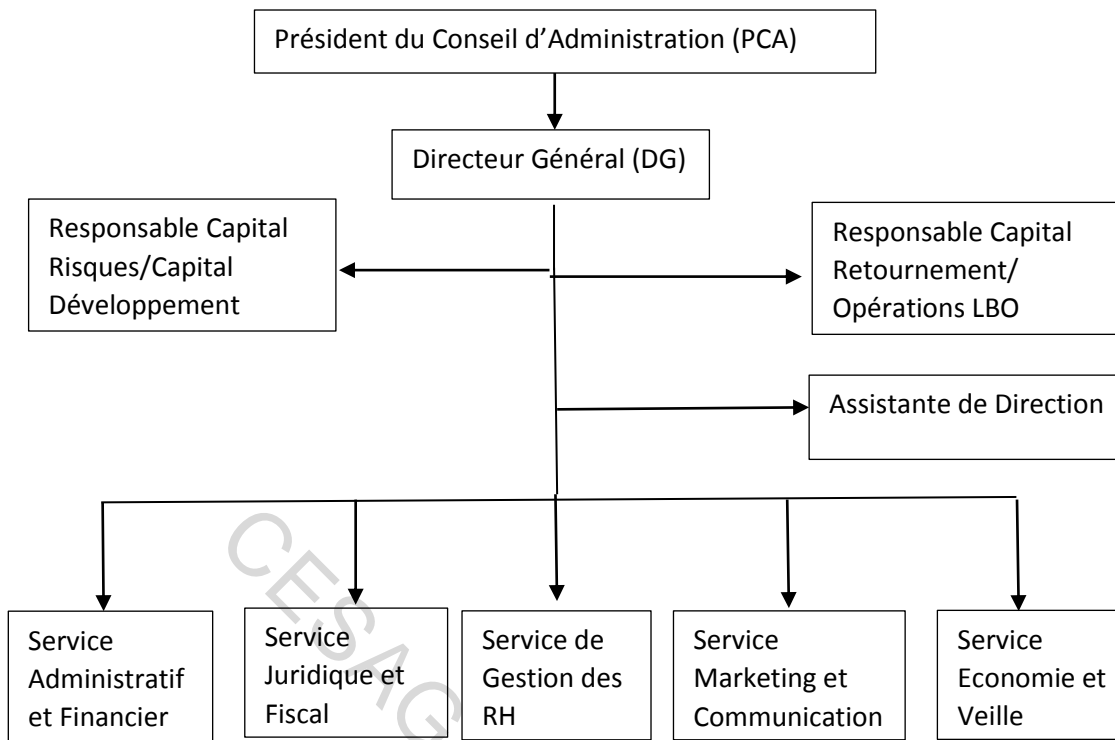 Président du Conseil d’Administration (PCA)
Directeur Général (DG)
Responsable Capital
Risques/Capital
Développement
Responsable Capital
Retournement/
Opérations LBO
Assistante de Direction
Service
Administratif
et Financier
Service
Juridique et
Fiscal
Service de
Gestion des
RH
Service
Marketing et
Communication
Service
Economie et
Veille
CESAG